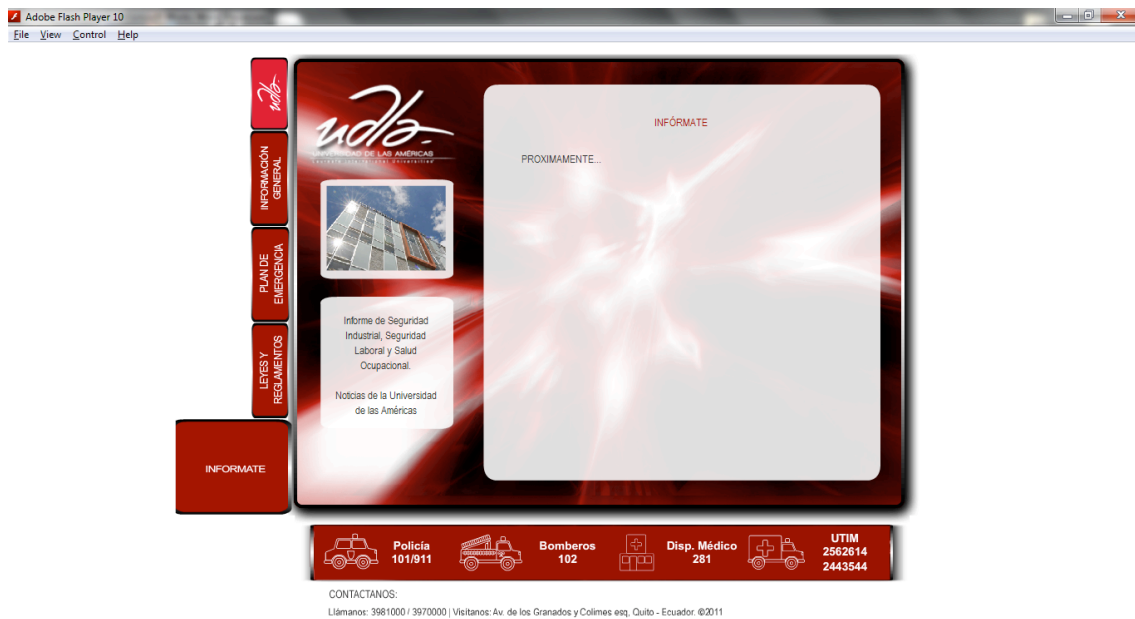 Adobe Flash Player 10
File View Control Help
udla-
udla-
UNIVERSIDAD DE LAS AMÉRICAS
INFORMACIÓN
GENERAL
PLAN DE
EMERGENCIA
LEYES Y
REGLAMENTOS
INFORMATE
Informe de Seguridad
Industrial, Seguridad
Laboral y Salud
Ocupacional.
Noticias de la Universidad
de las Américas
INFÓRMATE
PROXIMAMENTE...
Policía
101/911
Bomberos
102
Disp. Médico
281
UTIM
2562614
2443544
CONTACTANOS:
Llámanos: 3981000 / 3970000 | Visítanos: Av. de los Granados y Colimes esq, Quito - Ecuador. ©2011